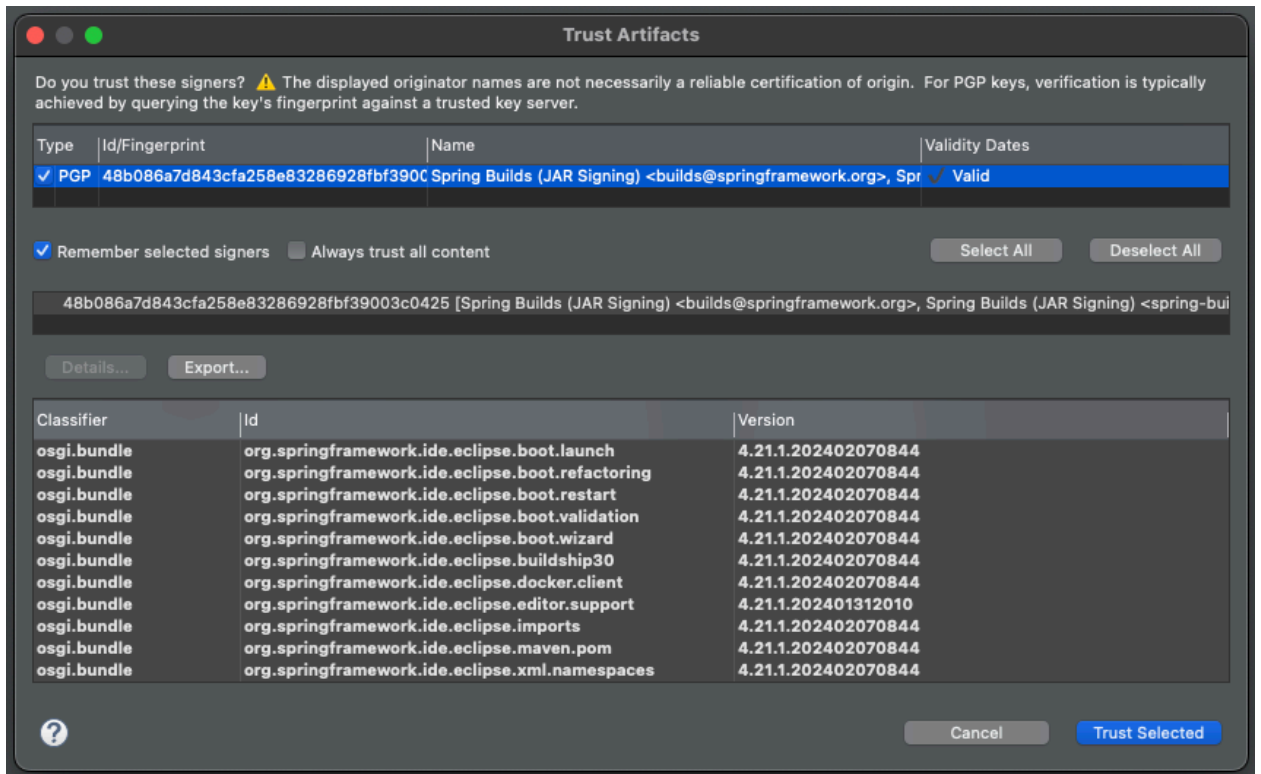 Trust Artifacts
Do you trust these signers? ⚠ The displayed originator names are not necessarily a reliable certification of origin. For PGP keys, verification is typically
achieved by querying the key's fingerprint against a trusted key server.
Type Id/Fingerprint Name Validity Dates
PGP 48b086a7d843cfa258e83286928fbf3900 Spring Builds (JAR Signing) <builds@springframework.org>, Spr Valid
Remember selected signers Always trust all content Select All Deselect All
48b086a7d843cfa258e83286928fbf39003c0425 [Spring Builds (JAR Signing) <builds@springframework.org>, Spring Builds (JAR Signing) <spring-bui
Details... Export...
Classifier Id Version
osgi.bundle org.springframework.ide.eclipse.boot.launch 4.21.1.202402070844
osgi.bundle org.springframework.ide.eclipse.boot.refactoring 4.21.1.202402070844
osgi.bundle org.springframework.ide.eclipse.boot.restart 4.21.1.202402070844
osgi.bundle org.springframework.ide.eclipse.boot.validation 4.21.1.202402070844
osgi.bundle org.springframework.ide.eclipse.boot.wizard 4.21.1.202402070844
osgi.bundle org.springframework.ide.eclipse.buildship30 4.21.1.202402070844
osgi.bundle org.springframework.ide.eclipse.docker.client 4.21.1.202402070844
osgi.bundle org.springframework.ide.eclipse.editor.support 4.21.1.202401312010
osgi.bundle org.springframework.ide.eclipse.imports 4.21.1.202402070844
osgi.bundle org.springframework.ide.eclipse.maven.pom 4.21.1.202402070844
osgi.bundle org.springframework.ide.eclipse.xml.namespaces 4.21.1.202402070844
? Cancel Trust Selected